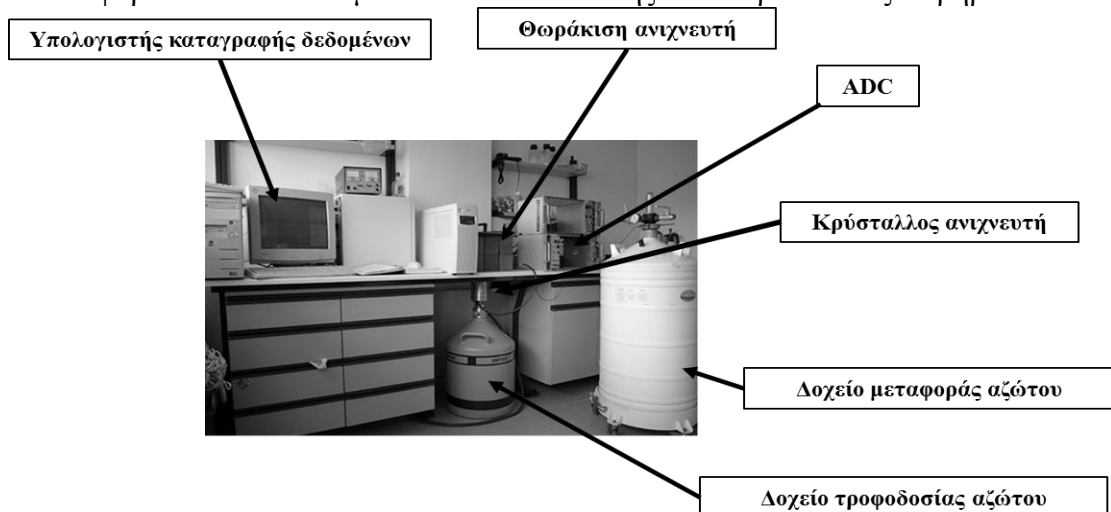 Υπολογιστής καταγραφής δεδομένων
Θωράκιση ανιχνευτή
ADC
Κρύσταλλος ανιχνευτή
Δοχείο μεταφοράς αζώτου
Δοχείο τροφοδοσίας αζώτου